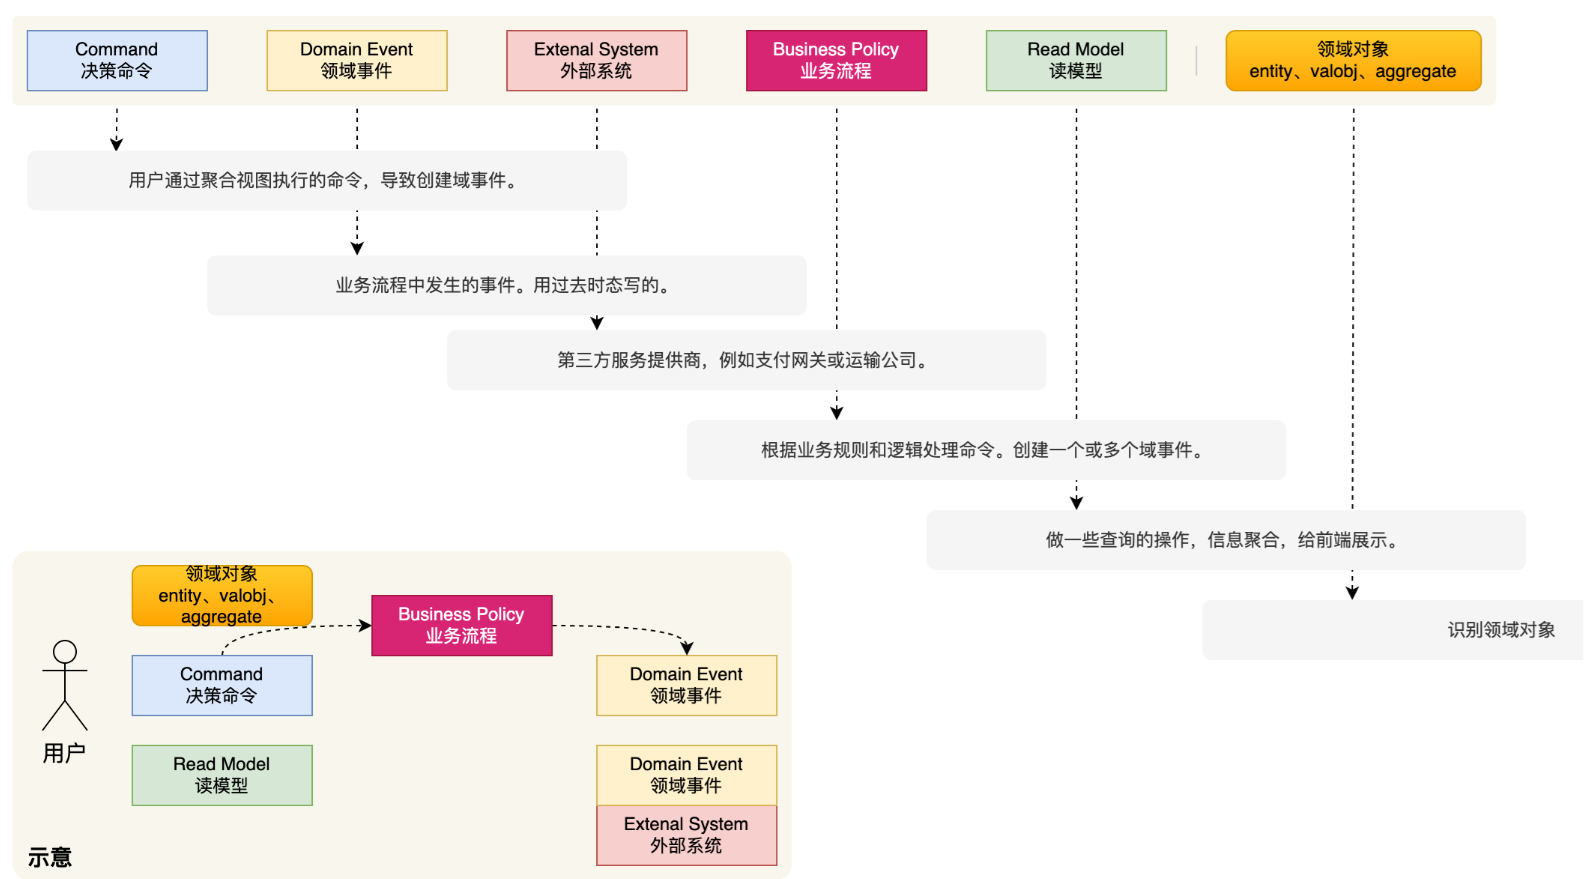 Command
决策命令
Domain Event
领域事件
Extenal System
外部系统
Business Policy
业务流程
Read Model
读模型
领域对象
entity、valobj、aggregate
用户通过聚合视图执行的命令，导致创建域事件。
业务流程中发生的事件。用过去时态写的。
第三方服务提供商，例如支付网关或运输公司。
根据业务规则和逻辑处理命令。创建一个或多个域事件。
做一些查询的操作，信息聚合，给前端展示。
识别领域对象
领域对象
entity、valobj、
aggregate
Business Policy
业务流程
Command
决策命令
Domain Event
领域事件
用户
Read Model
读模型
Domain Event
领域事件
Extenal System
外部系统
示意